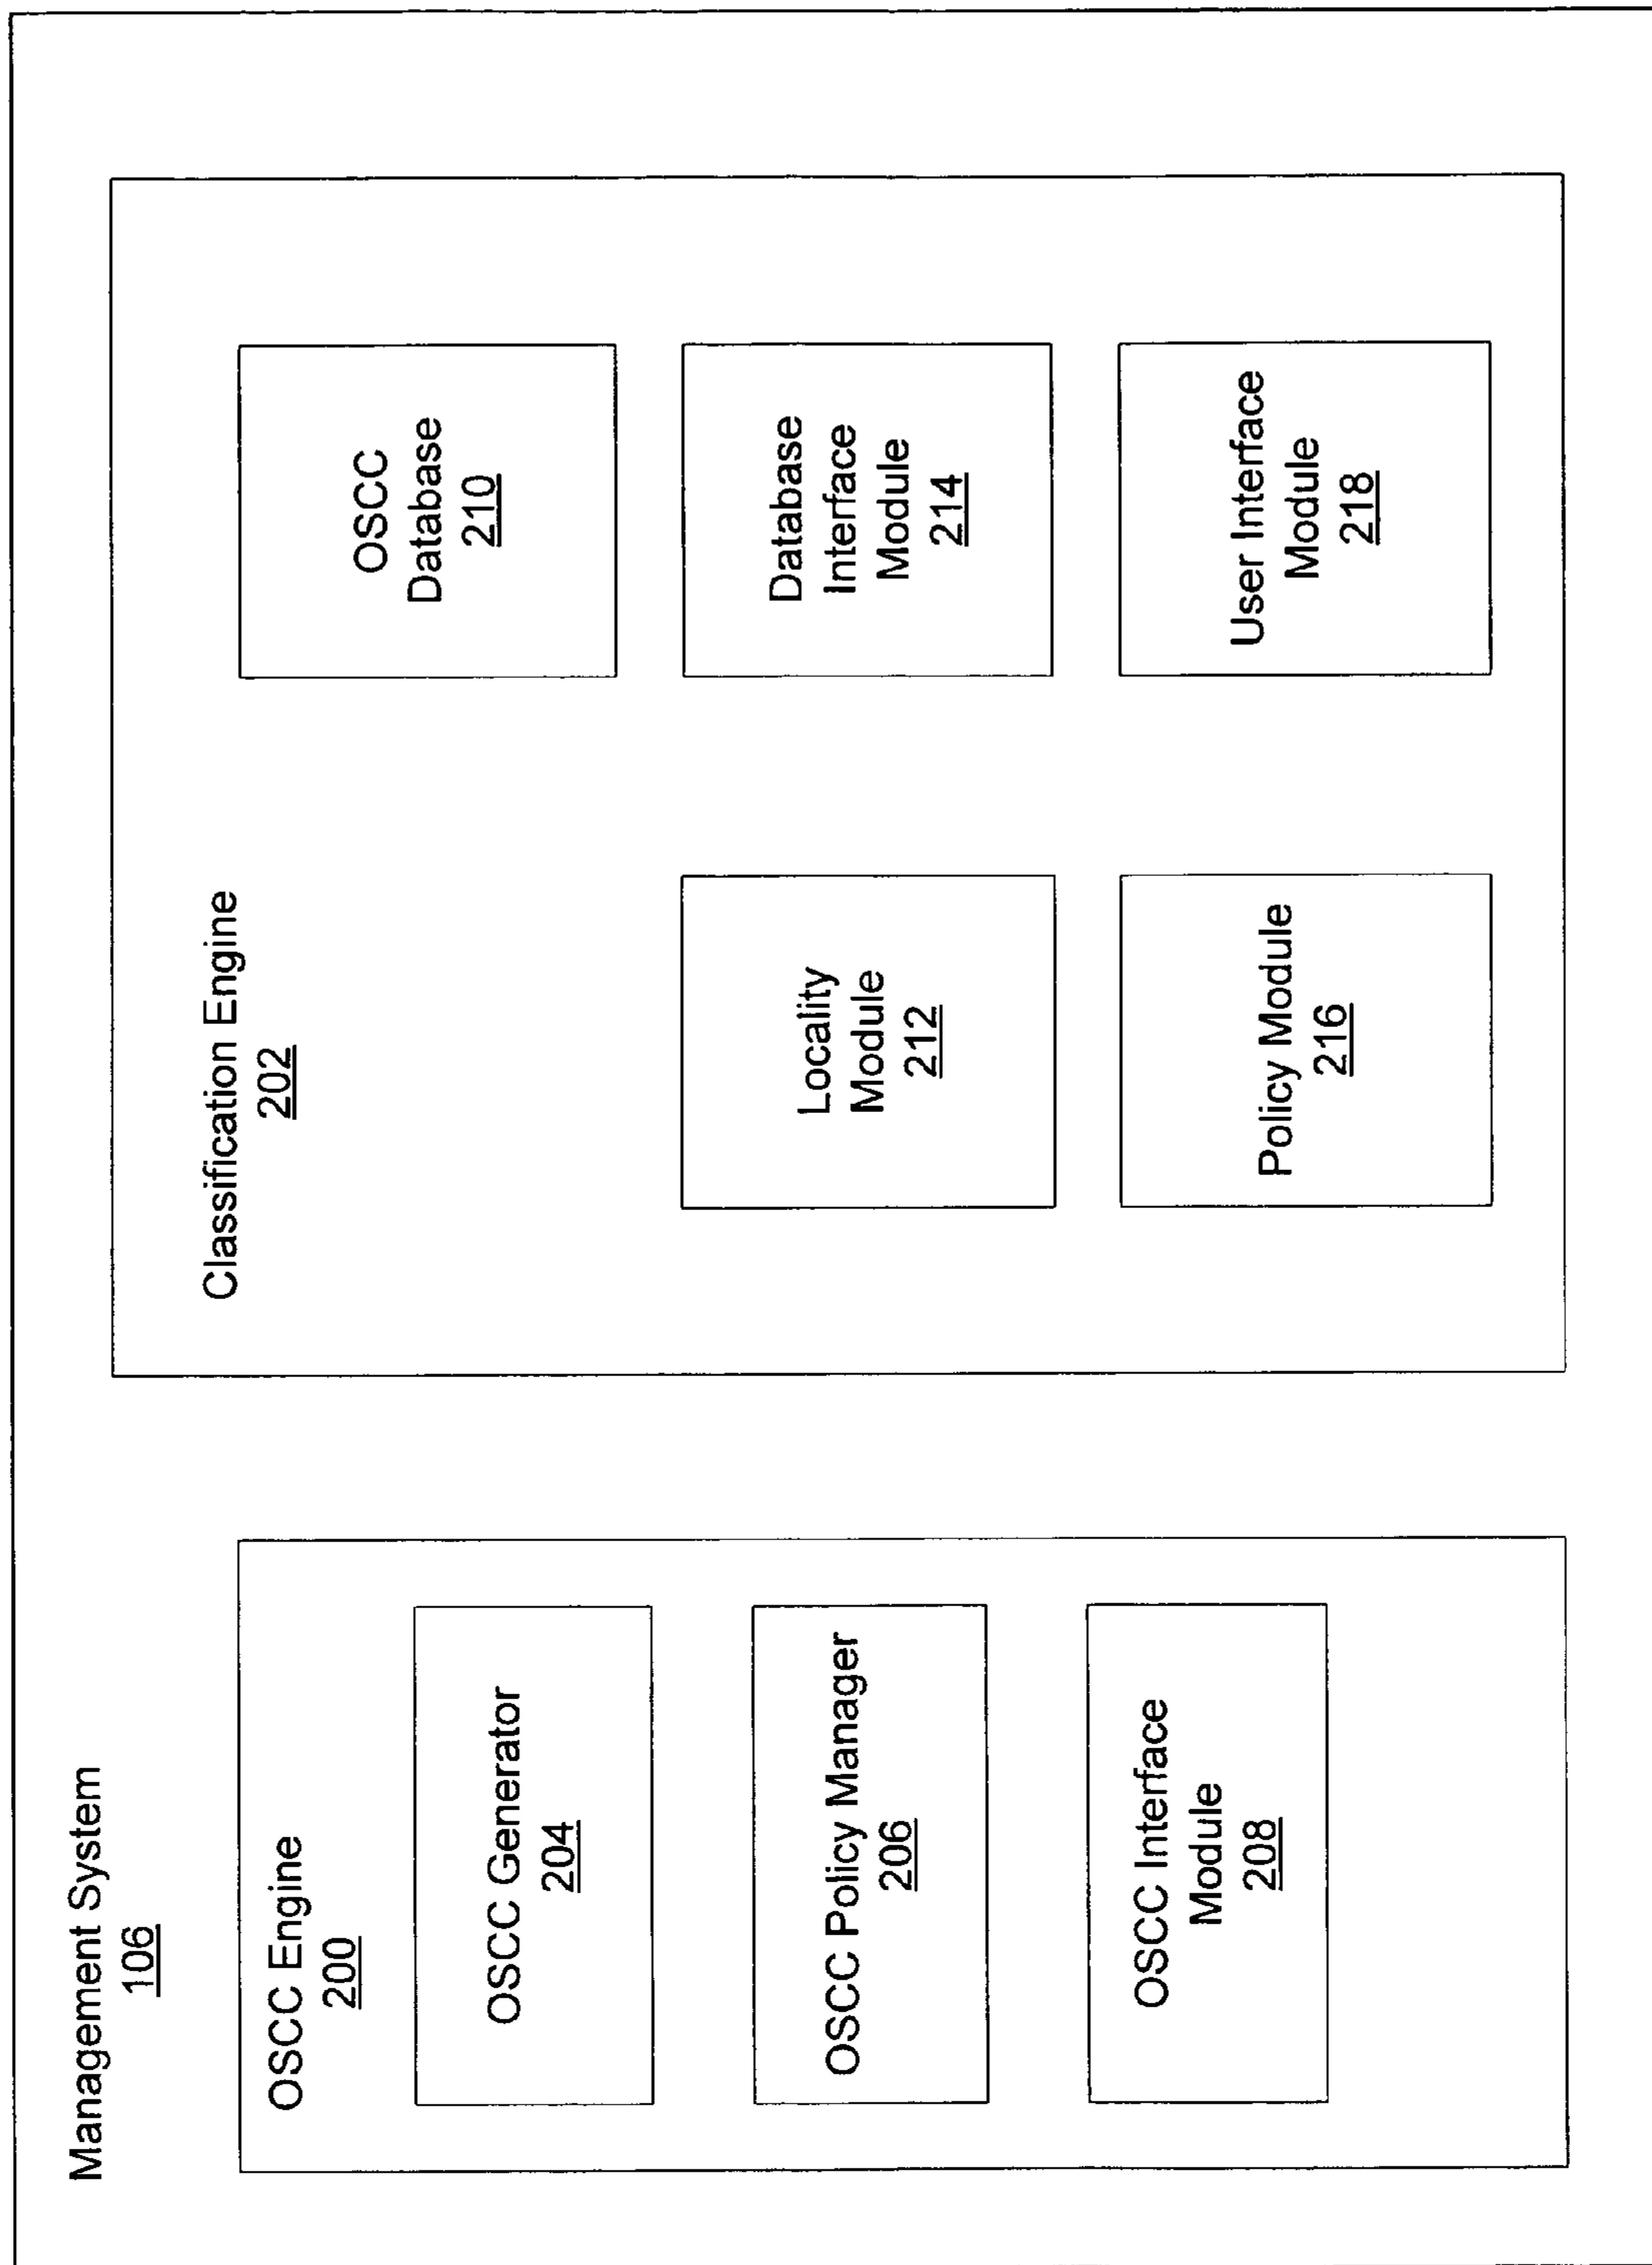 Management System
106
OSCC Engine
200
OSCC Generator
204
OSCC Policy Manager
206
OSCC Interface
Module
208
Classification Engine
202
OSCC
Database
210
Locality
Module
212
Database
Interface
Module
214
Policy Module
216
User Interface
Module
218